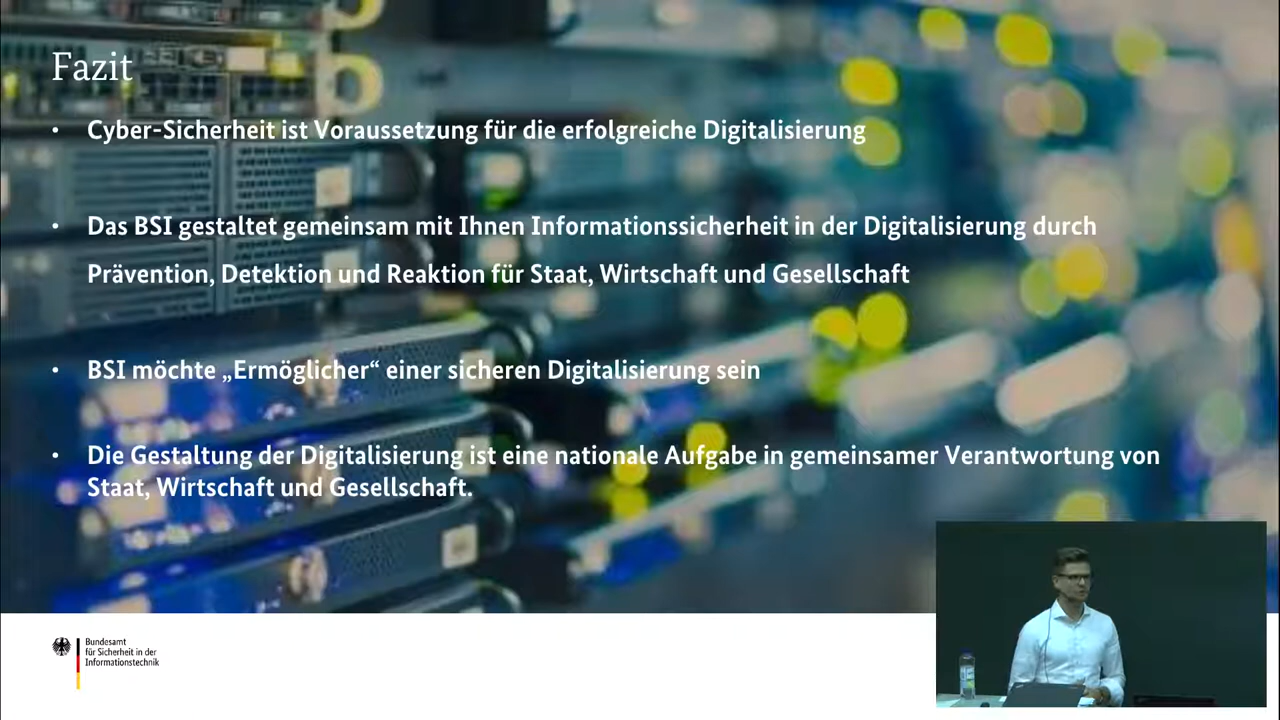 Fazit
• Cyber-Sicherheit ist Voraussetzung für die erfolgreiche Digitalisierung
• Das BSI gestaltet gemeinsam mit Ihnen Informationssicherheit in der Digitalisierung durch
Prävention, Detektion und Reaktion für Staat, Wirtschaft und Gesellschaft
• BSI möchte „Ermöglicher“ einer sicheren Digitalisierung sein
• Die Gestaltung der Digitalisierung ist eine nationale Aufgabe in gemeinsamer Verantwortung von
Staat, Wirtschaft und Gesellschaft.
Bundesamt
für Sicherheit in der
Informationstechnik